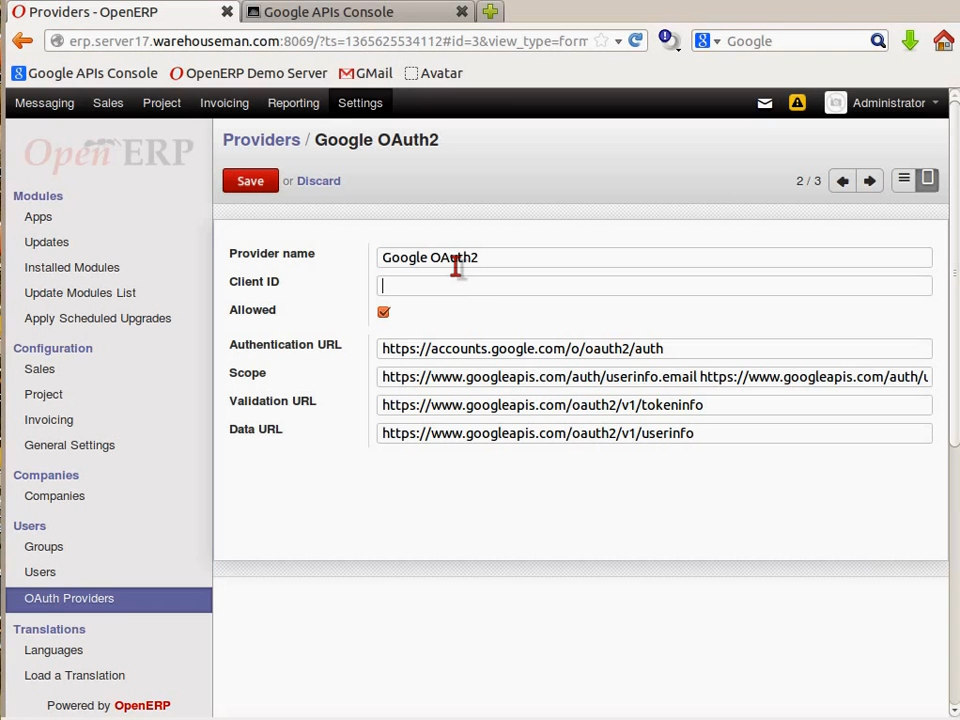 Providers - OpenERP
Google APIs Console
erp.server17.warehouseman.com:8069/?ts=1365625534112#id=3&view_type=form
Google
Google APIs Console
OpenERP Demo Server
GMail
Avatar
Messaging
Sales
Project
Invoicing
Reporting
Settings
Administrator
Open ERP
Providers / Google OAuth2
Save or Discard
2 / 3
Modules
Apps
Updates
Installed Modules
Update Modules List
Apply Scheduled Upgrades
Configuration
Sales
Project
Invoicing
General Settings
Companies
Companies
Users
Groups
Users
OAuth Providers
Translations
Languages
Load a Translation
Powered by OpenERP
Provider name
Google OAuth2
Client ID
Allowed
Authentication URL
https://accounts.google.com/o/oauth2/auth
Scope
https://www.googleapis.com/auth/userinfo.email https://www.googleapis.com/auth/u
Validation URL
https://www.googleapis.com/oauth2/v1/tokeninfo
Data URL
https://www.googleapis.com/oauth2/v1/userinfo